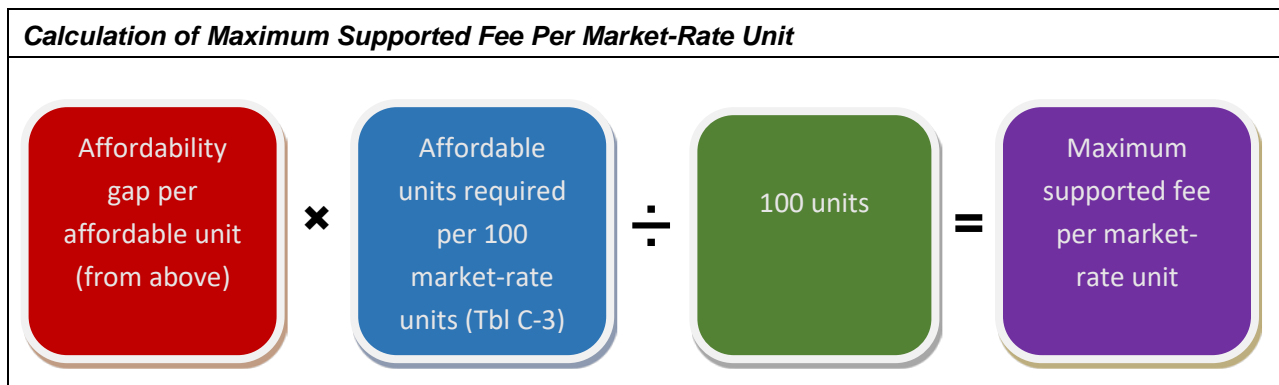 Calculation of Maximum Supported Fee Per Market-Rate Unit
Affordability
gap per
affordable unit
(from above)
×
Affordable
units required
per 100
market-rate
units (Tbl C-3)
÷
100 units
=
Maximum
supported fee
per market-
rate unit